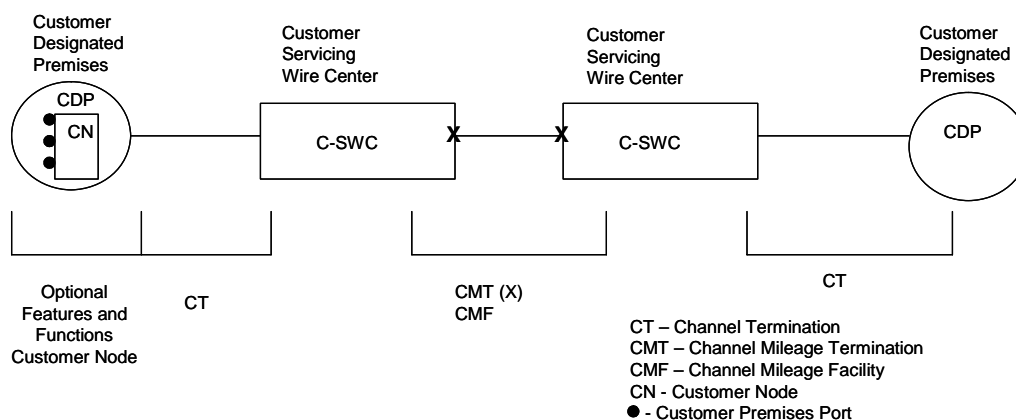 Customer
Designated
Premises
Customer
Servicing
Wire Center
Customer
Servicing
Wire Center
Customer
Designated
Premises
CDP
CN
C-SWC
X
X
C-SWC
CDP
Optional
Features and
Functions
Customer Node
CT
CMT (X)
CMF
CT
CT – Channel Termination
CMT – Channel Mileage Termination
CMF – Channel Mileage Facility
CN - Customer Node
● - Customer Premises Port